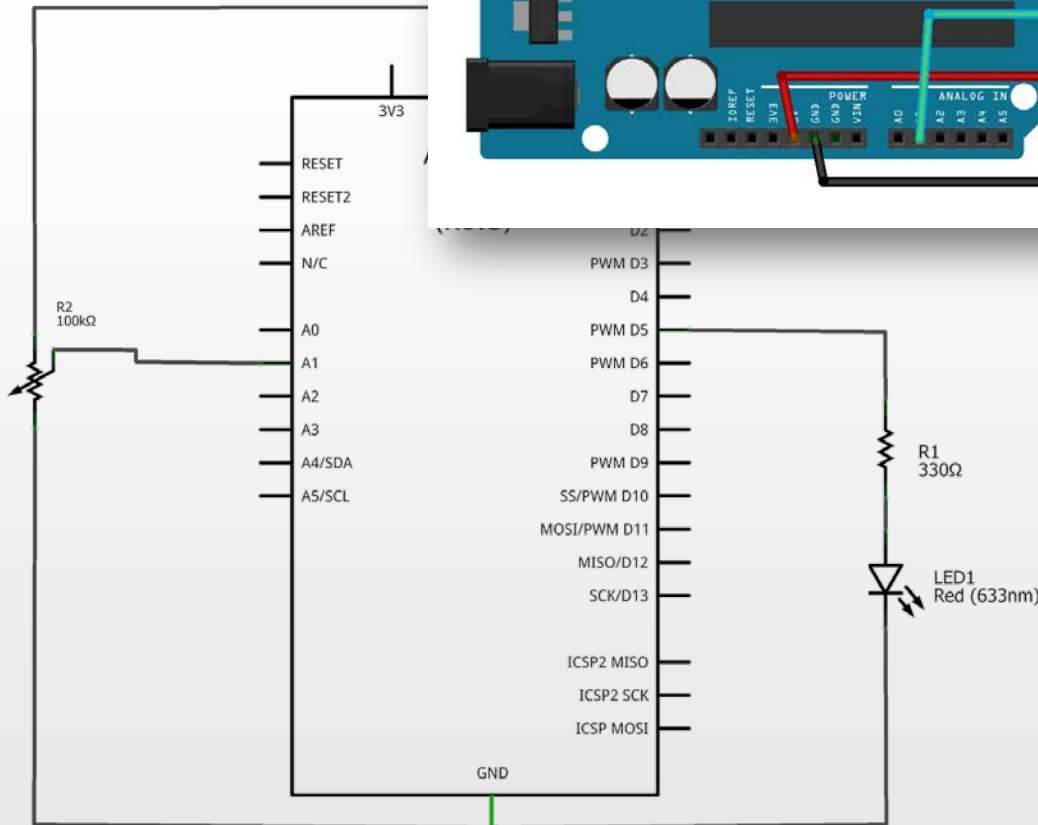 IOREF
RESET
3V3
GND
GND
VIN
POWER
ANALOG IN
A0
A2
A3
A4
A5
3V3
RESET
RESET2
AREF
N/C
A0
A1
A2
A3
A4/SDA
A5/SCL
D2
PWM D3
D4
PWM D5
PWM D6
D7
D8
PWM D9
SS/PWM D10
MOSI/PWM D11
MISO/D12
SCK/D13
ICSP2 MISO
ICSP2 SCK
ICSP MOSI
GND
R2
100kΩ
R1
330Ω
LED1
Red (633nm)